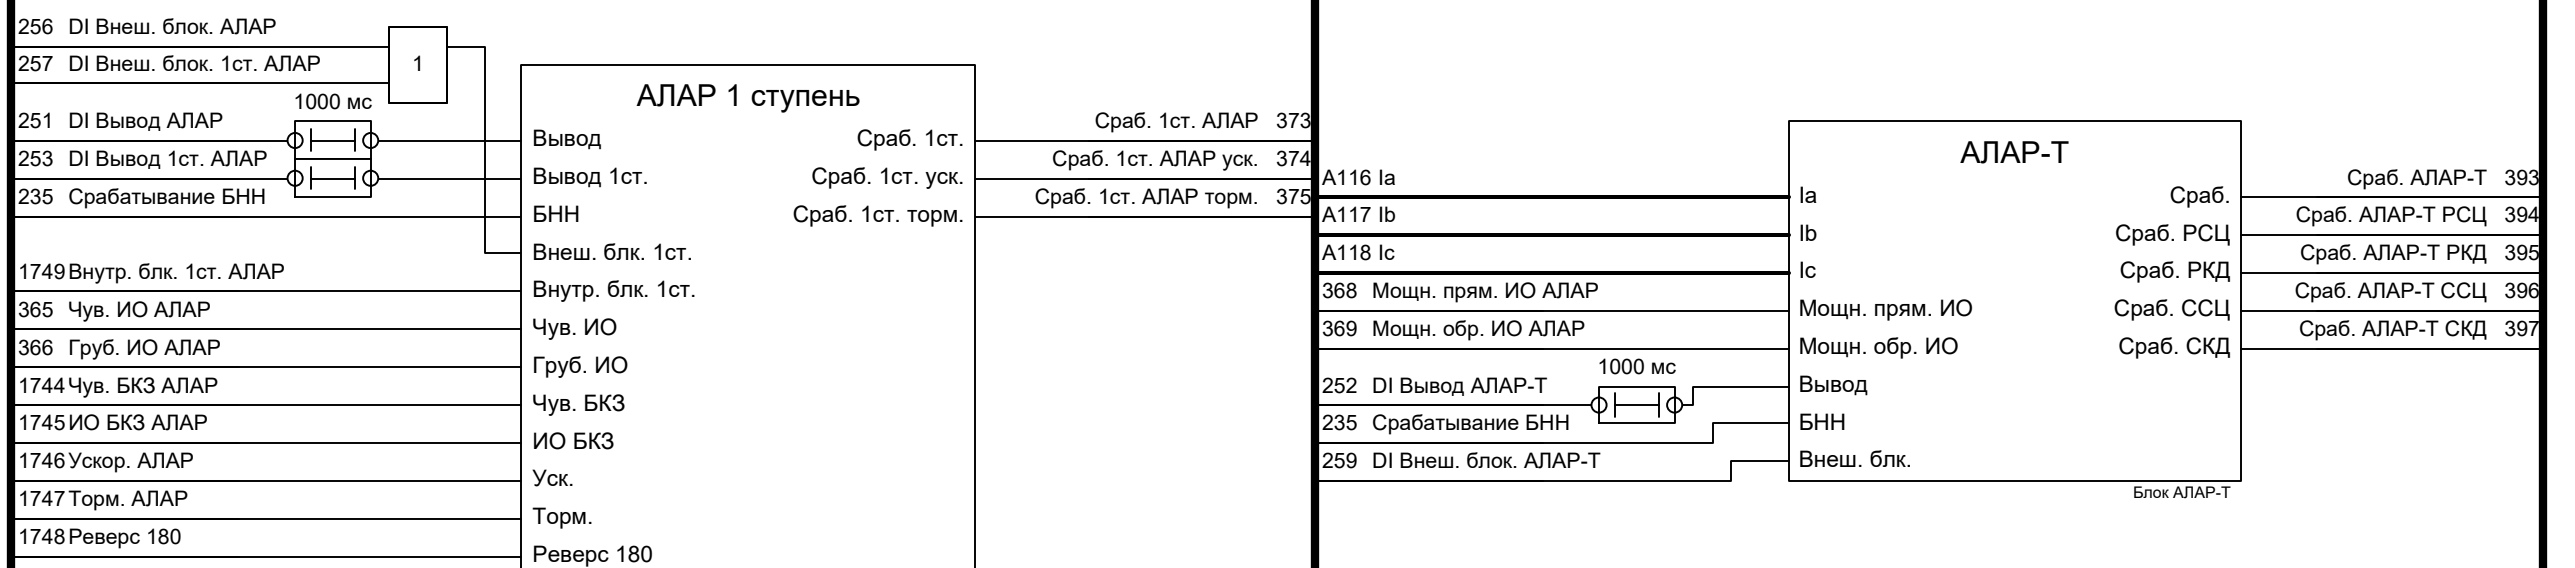 256 DI Внеш. блок. АЛАР
257 DI Внеш. блок. 1ст. АЛАР
1
1000 мс
251 DI Вывод АЛАР
253 DI Вывод 1ст. АЛАР
235 Срабатывание БНН
1749 Внутр. блк. 1ст. АЛАР
365 Чув. ИО АЛАР
366 Груб. ИО АЛАР
1744 Чув. БКЗ АЛАР
1745 ИО БКЗ АЛАР
1746 Ускор. АЛАР
1747 Торм. АЛАР
1748 Реверс 180
АЛАР 1 ступень
Вывод
Вывод 1ст.
БНН
Внеш. блк. 1ст.
Внутр. блк. 1ст.
Чув. ИО
Груб. ИО
Чув. БКЗ
ИО БКЗ
Уск.
Торм.
Реверс 180
Сраб. 1ст.
Сраб. 1ст. уск.
Сраб. 1ст. торм.
Сраб. 1ст. АЛАР 373
Сраб. 1ст. АЛАР уск. 374
Сраб. 1ст. АЛАР торм. 375
A116 Ia
A117 Ib
A118 Ic
368 Мощн. прям. ИО АЛАР
369 Мощн. обр. ИО АЛАР
1000 мс
252 DI Вывод АЛАР-Т
235 Срабатывание БНН
259 DI Внеш. блок. АЛАР-Т
АЛАР-Т
Ia
Ib
Ic
Мощн. прям. ИО
Мощн. обр. ИО
Вывод
БНН
Внеш. блк.
Сраб.
Сраб. РСЦ
Сраб. РКД
Сраб. ССЦ
Сраб. СКД
Блок АЛАР-Т
Сраб. АЛАР-Т 393
Сраб. АЛАР-Т РСЦ 394
Сраб. АЛАР-Т РКД 395
Сраб. АЛАР-Т ССЦ 396
Сраб. АЛАР-Т СКД 397